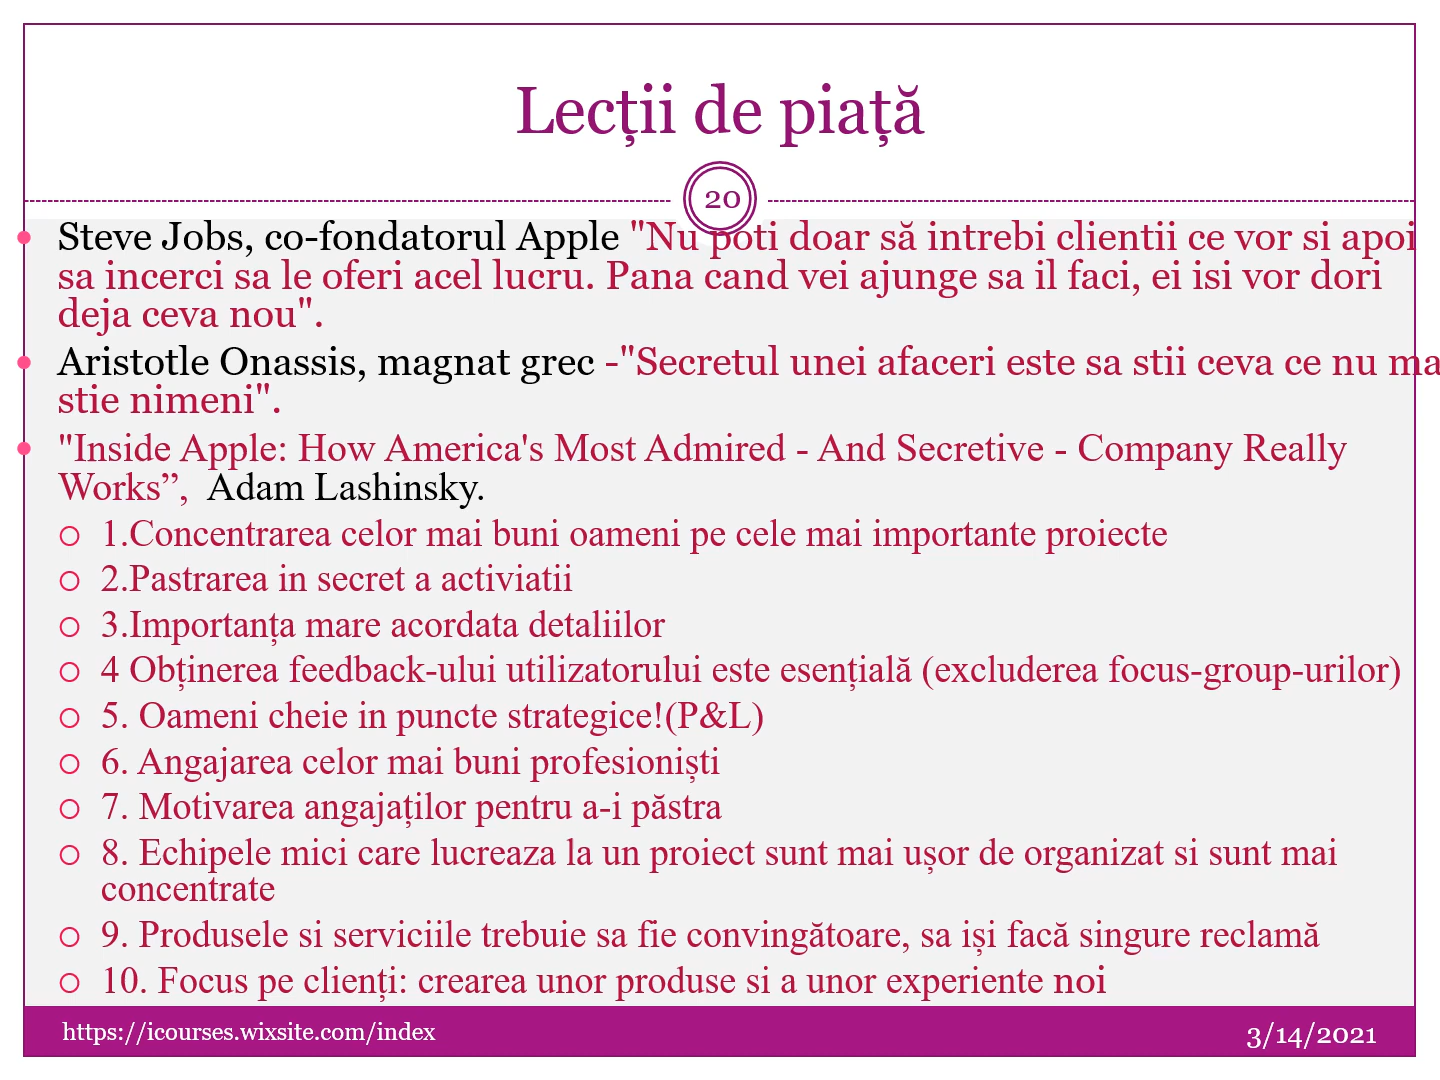 Lecții de piață
20
Steve Jobs, co-fondatorul Apple "Nu poti doar să intrebi clientii ce vor si apoi
sa incerci sa le oferi acel lucru. Pana cand vei ajunge sa il faci, ei isi vor dori
deja ceva nou".
Aristotle Onassis, magnat grec -"Secretul unei afaceri este sa stii ceva ce nu ma
stie nimeni".
"Inside Apple: How America's Most Admired - And Secretive - Company Really
Works”, Adam Lashinsky.
1.Concentrarea celor mai buni oameni pe cele mai importante proiecte
2.Pastrarea in secret a activiatii
3.Importanța mare acordata detaliilor
4 Obținerea feedback-ului utilizatorului este esențială (excluderea focus-group-urilor)
5. Oameni cheie in puncte strategice!(P&L)
6. Angajarea celor mai buni profesioniști
7. Motivarea angajaților pentru a-i păstra
8. Echipele mici care lucreaza la un proiect sunt mai ușor de organizat si sunt mai
concentrate
9. Produsele si serviciile trebuie sa fie convingătoare, sa iși facă singure reclamă
10. Focus pe clienți: crearea unor produse si a unor experiente noi
https://icourses.wixsite.com/index
3/14/2021